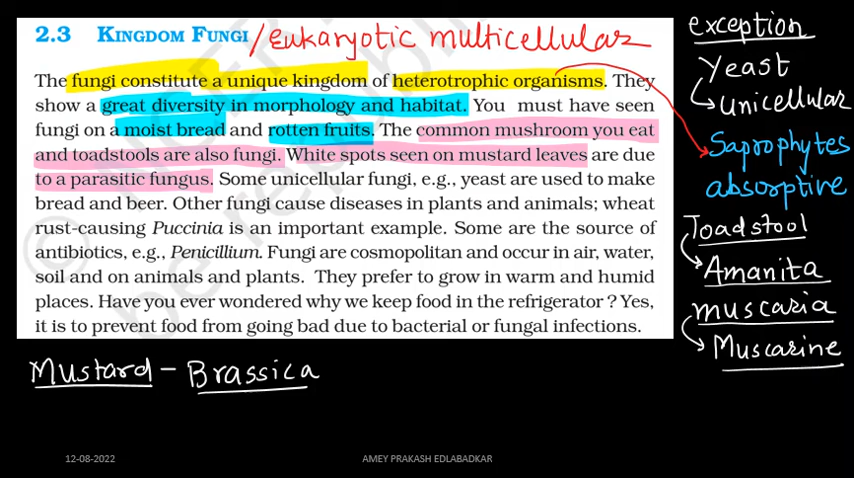 2.3 KINGDOM FUNGI /eukaryotic multicellular
The fungi constitute a unique kingdom of heterotrophic organisms. They
show a great diversity in morphology and habitat. You must have seen
fungi on a moist bread and rotten fruits. The common mushroom you eat
and toadstools are also fungi. White spots seen on mustard leaves are due
to a parasitic fungus. Some unicellular fungi, e.g., yeast are used to make
bread and beer. Other fungi cause diseases in plants and animals; wheat
rust-causing Puccinia is an important example. Some are the source of
antibiotics, e.g., Penicillium. Fungi are cosmopolitan and occur in air, water,
soil and on animals and plants. They prefer to grow in warm and humid
places. Have you ever wondered why we keep food in the refrigerator ? Yes,
it is to prevent food from going bad due to bacterial or fungal infections.
exception
Yeast
unicellular
Saprophytes
absorptive
Toadstool
Amanita
muscaria
Muscarine
Mustard - Brassica
12-08-2022
AMEY PRAKASH EDLABADKAR